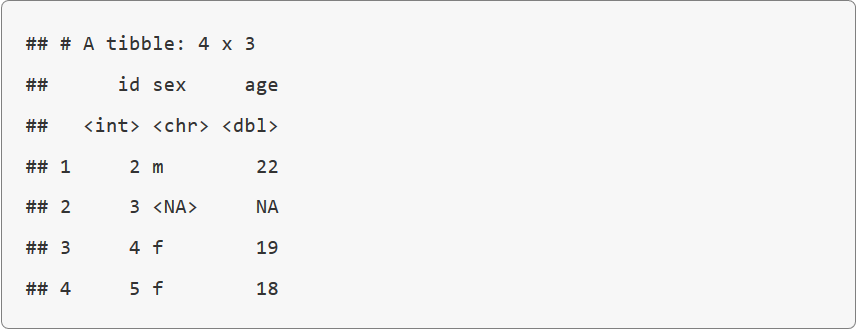 ## # A tibble: 4 x 3
##      id sex     age
##   <int> <chr> <dbl>
## 1     2 m        22
## 2     3 <NA>     NA
## 3     4 f        19
## 4     5 f        18